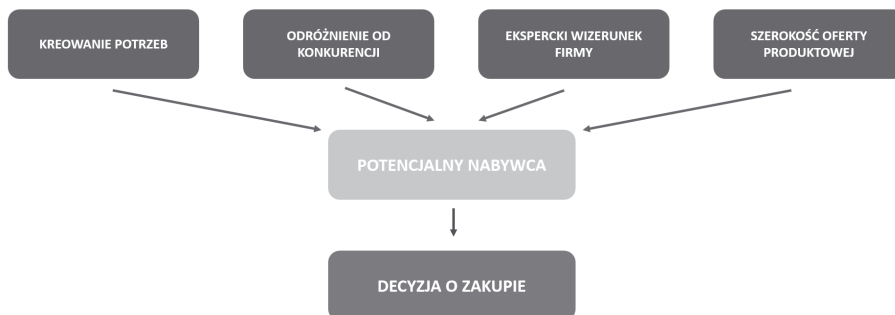 KREOWANIE POTRZEB
ODRÓŻNIENIE OD
KONKURENCJI
EKSPERCKI WIZERUNEK
FIRMY
SZEROKOŚĆ OFERTY
PRODUKTOWEJ
POTENCJALNY NABYWCA
DECYZJA O ZAKUPIE